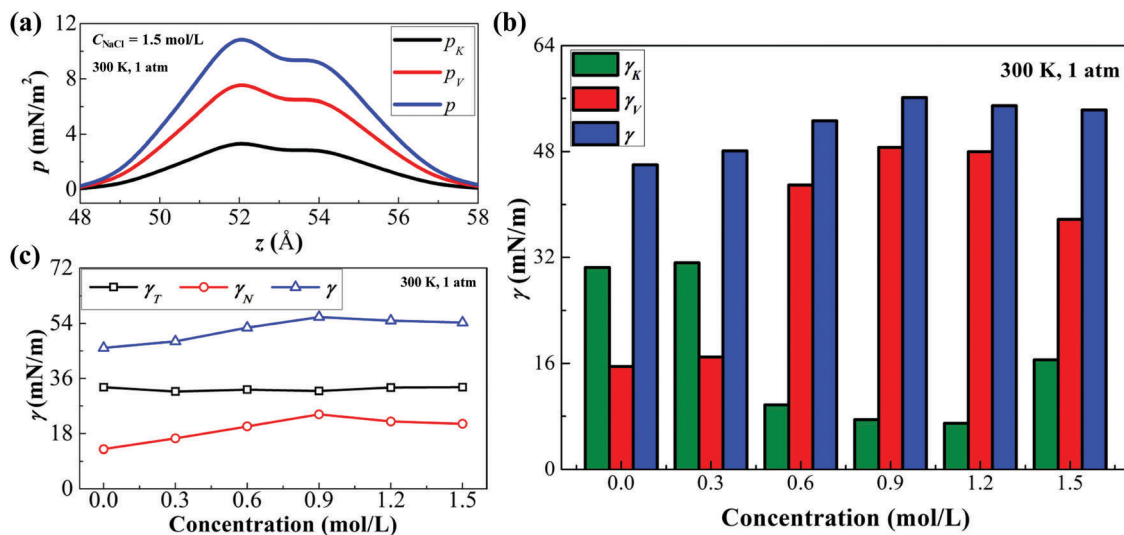 (a)
C_NaCl = 1.5 mol/L
300 K, 1 atm
p_K
p_V
p
12
8
4
0
p (mN/m²)
48 50 52 54 56 58
z (Å)
(b)
γ_K
γ_V
γ
300 K, 1 atm
64
48
32
16
0
γ (mN/m)
0.0 0.3 0.6 0.9 1.2 1.5
Concentration (mol/L)
(c)
γ_T γ_N γ
300 K, 1 atm
72
54
36
18
0
γ (mN/m)
0.0 0.3 0.6 0.9 1.2 1.5
Concentration (mol/L)